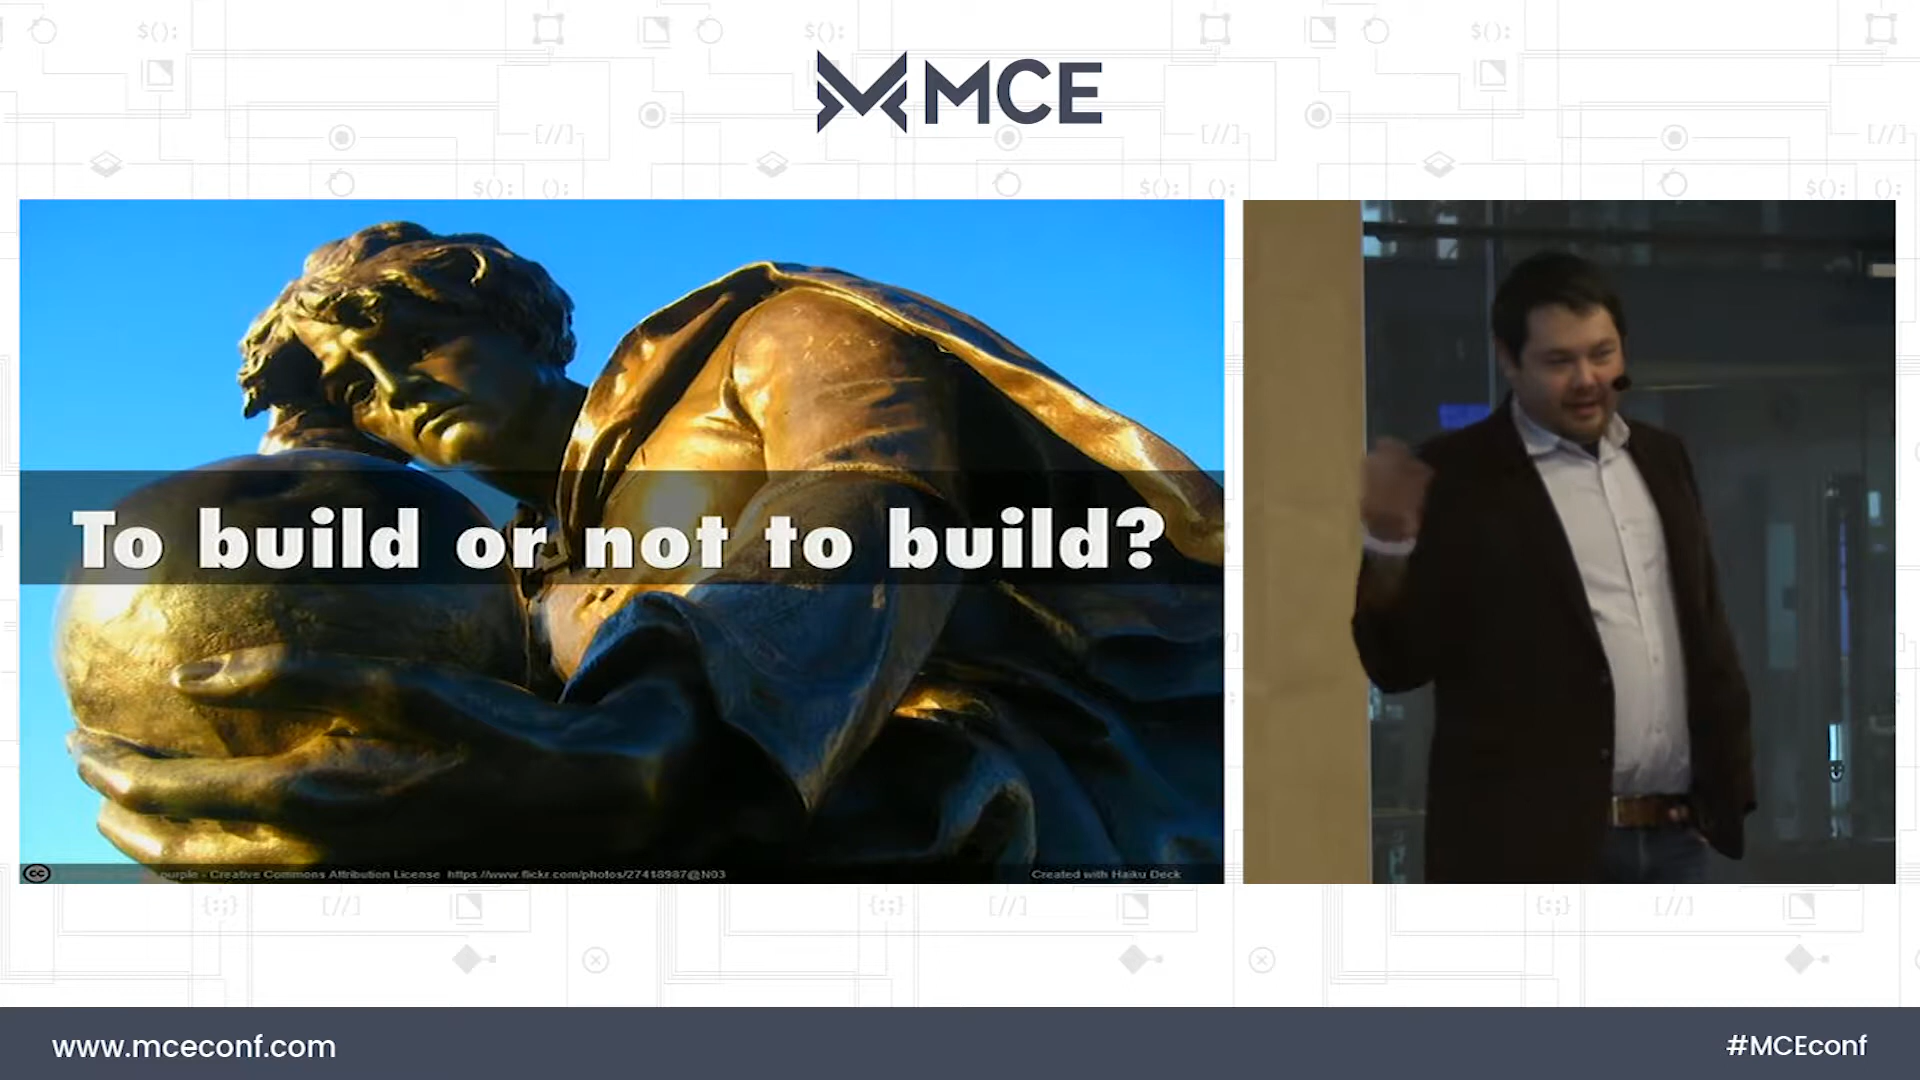 MCE
To build or not to build?
purple - Creative Commons Attribution License https://www.flickr.com/photos/27418987@N03
Created with Haiku Deck
www.mceconf.com
#MCEconf